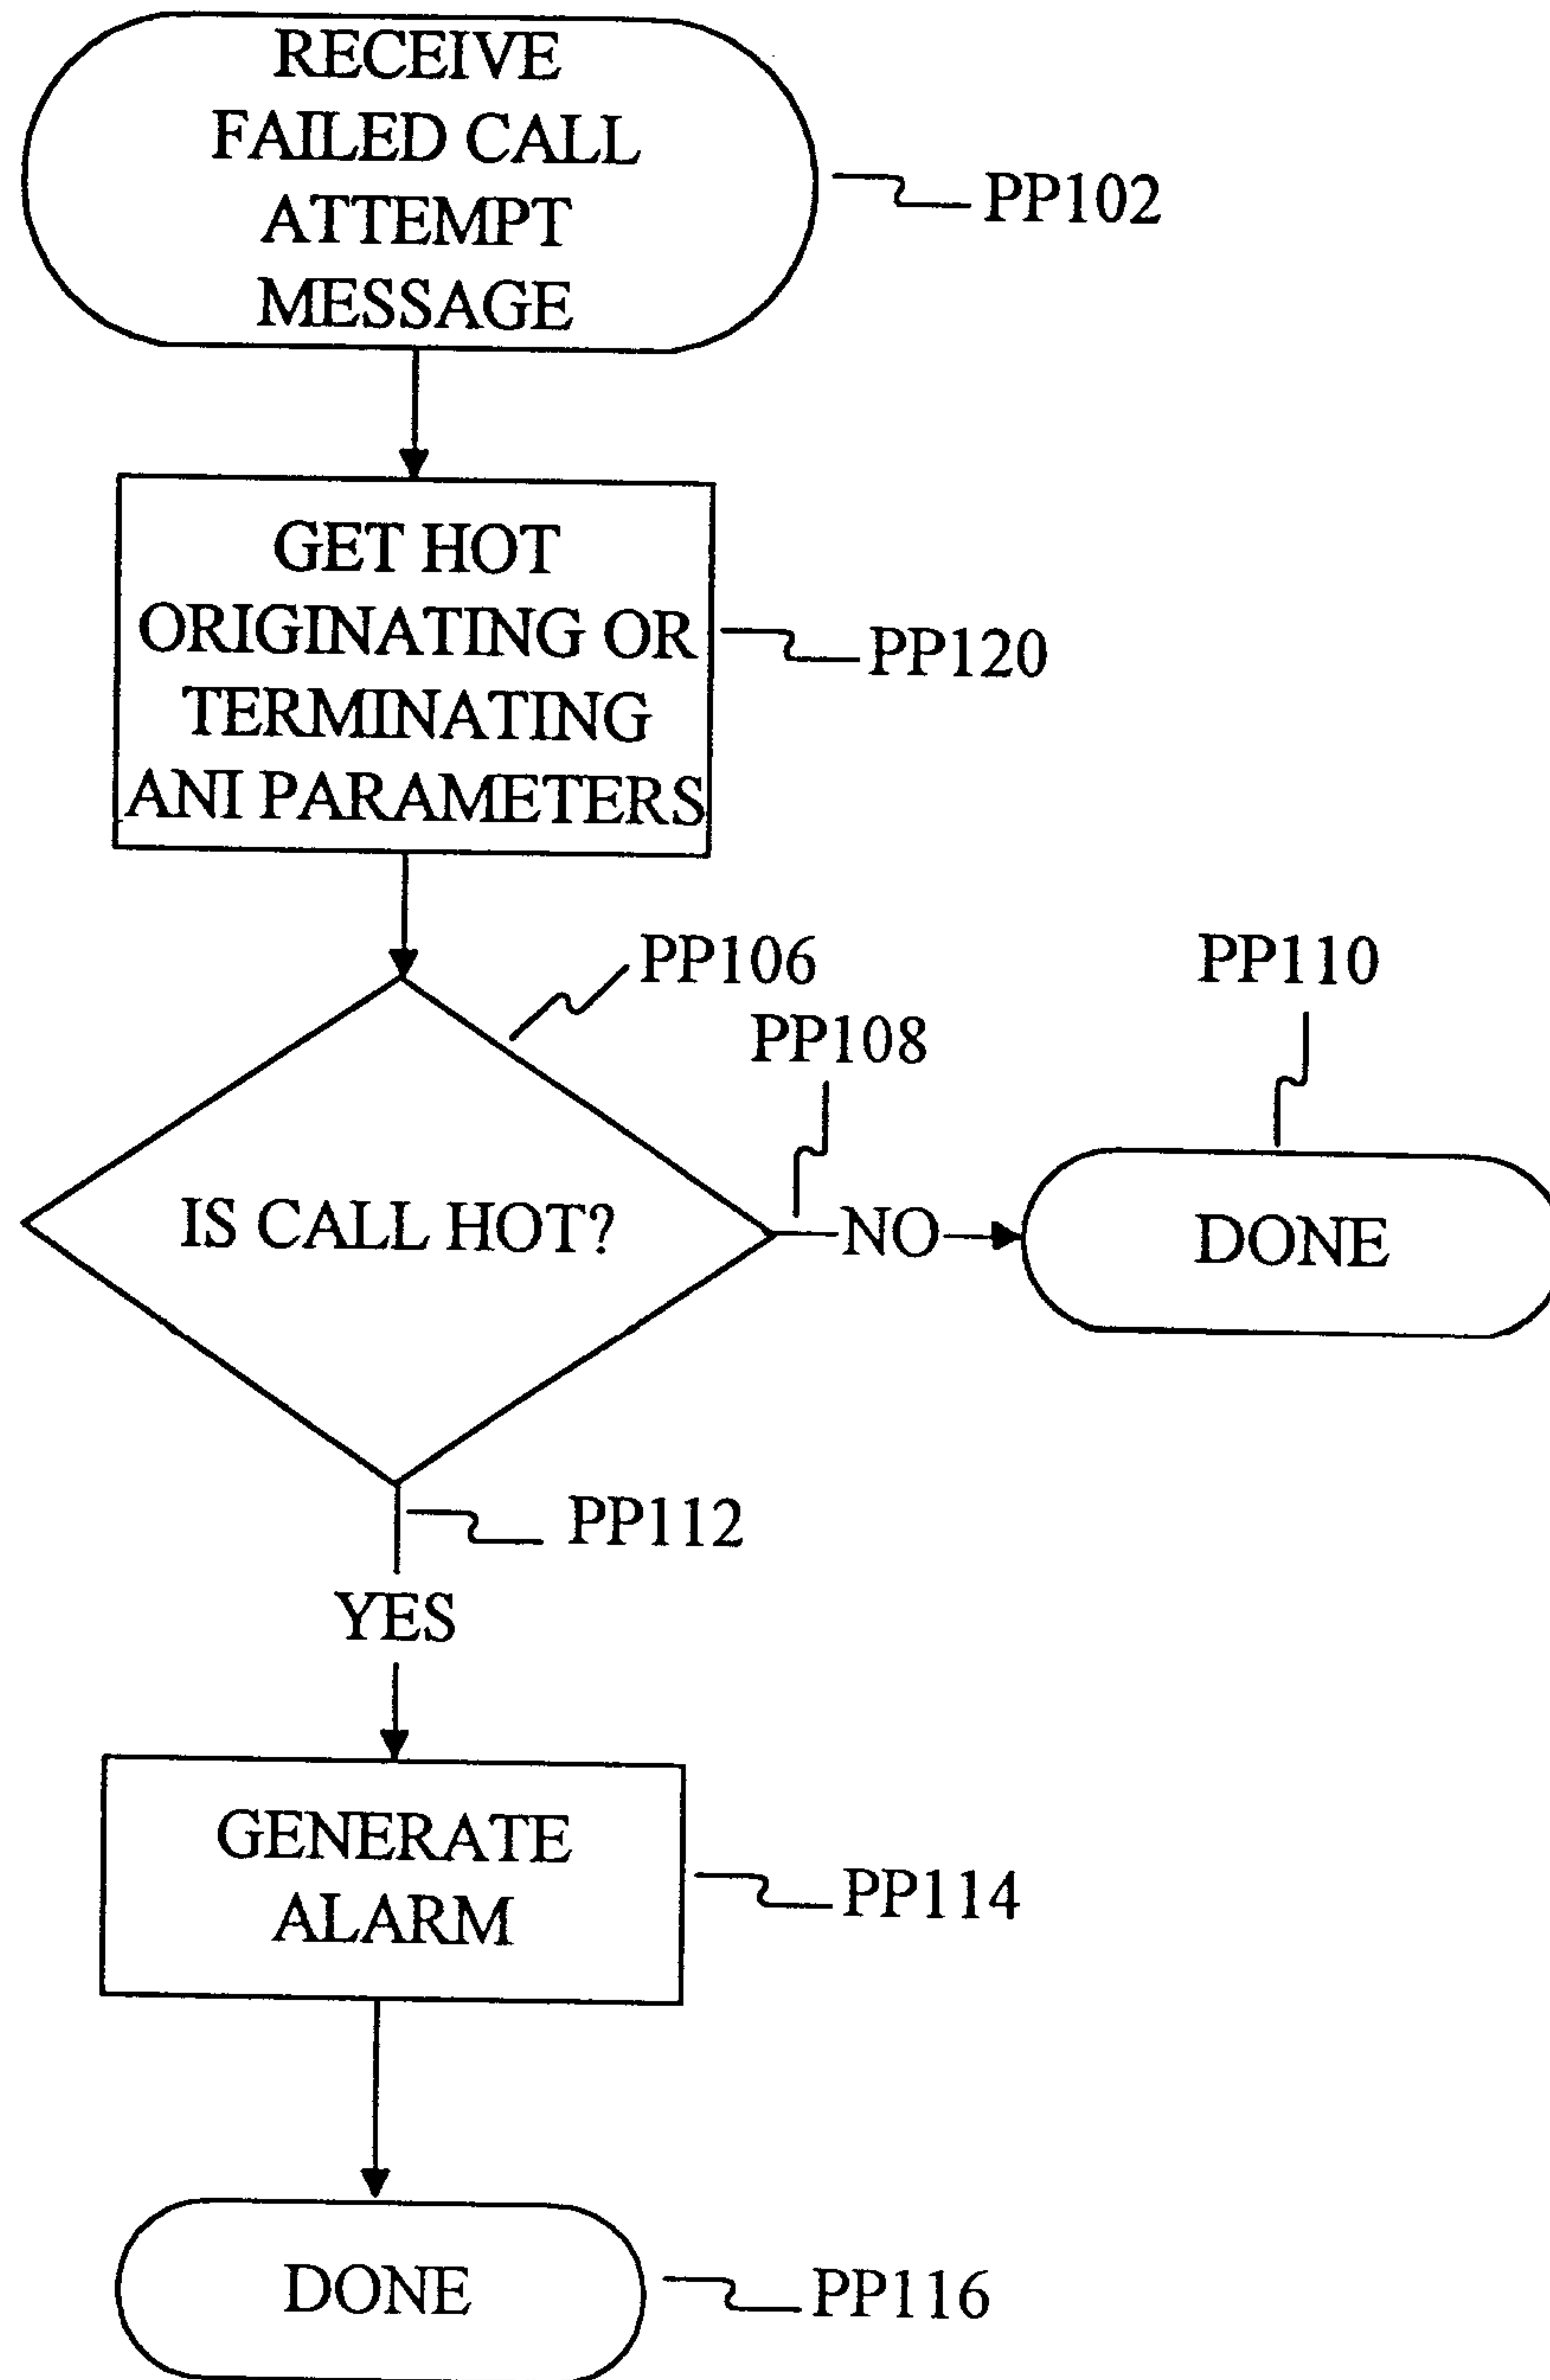 RECEIVE
FAILED CALL
ATTEMPT
MESSAGE
PP102
GET HOT
ORIGINATING OR
TERMINATING
ANI PARAMETERS
PP120
PP106
PP108
PP110
IS CALL HOT?
NO
DONE
PP112
YES
GENERATE
ALARM
PP114
DONE
PP116